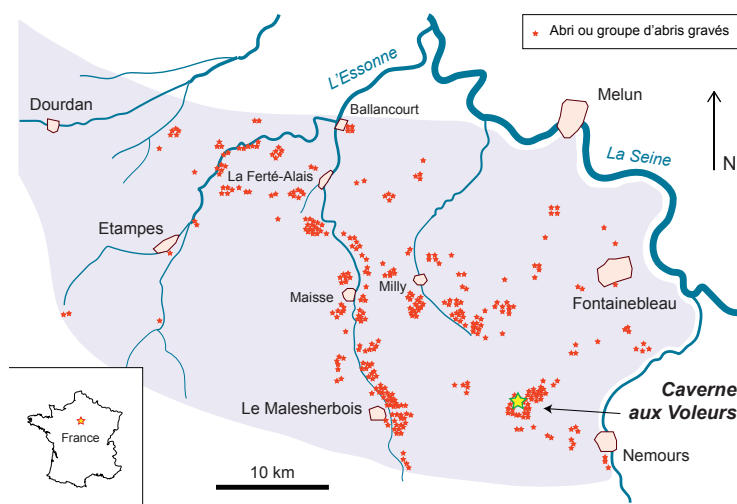 Abri ou groupe d'abris gravés
L'Essonne
Melun
Dourdan
Ballancourt
La Seine
N
La Ferté-Alais
Etampes
Milly
Maisse
Fontainebleau
Caverne
aux Voleurs
Le Malesherbois
France
Nemours
10 km